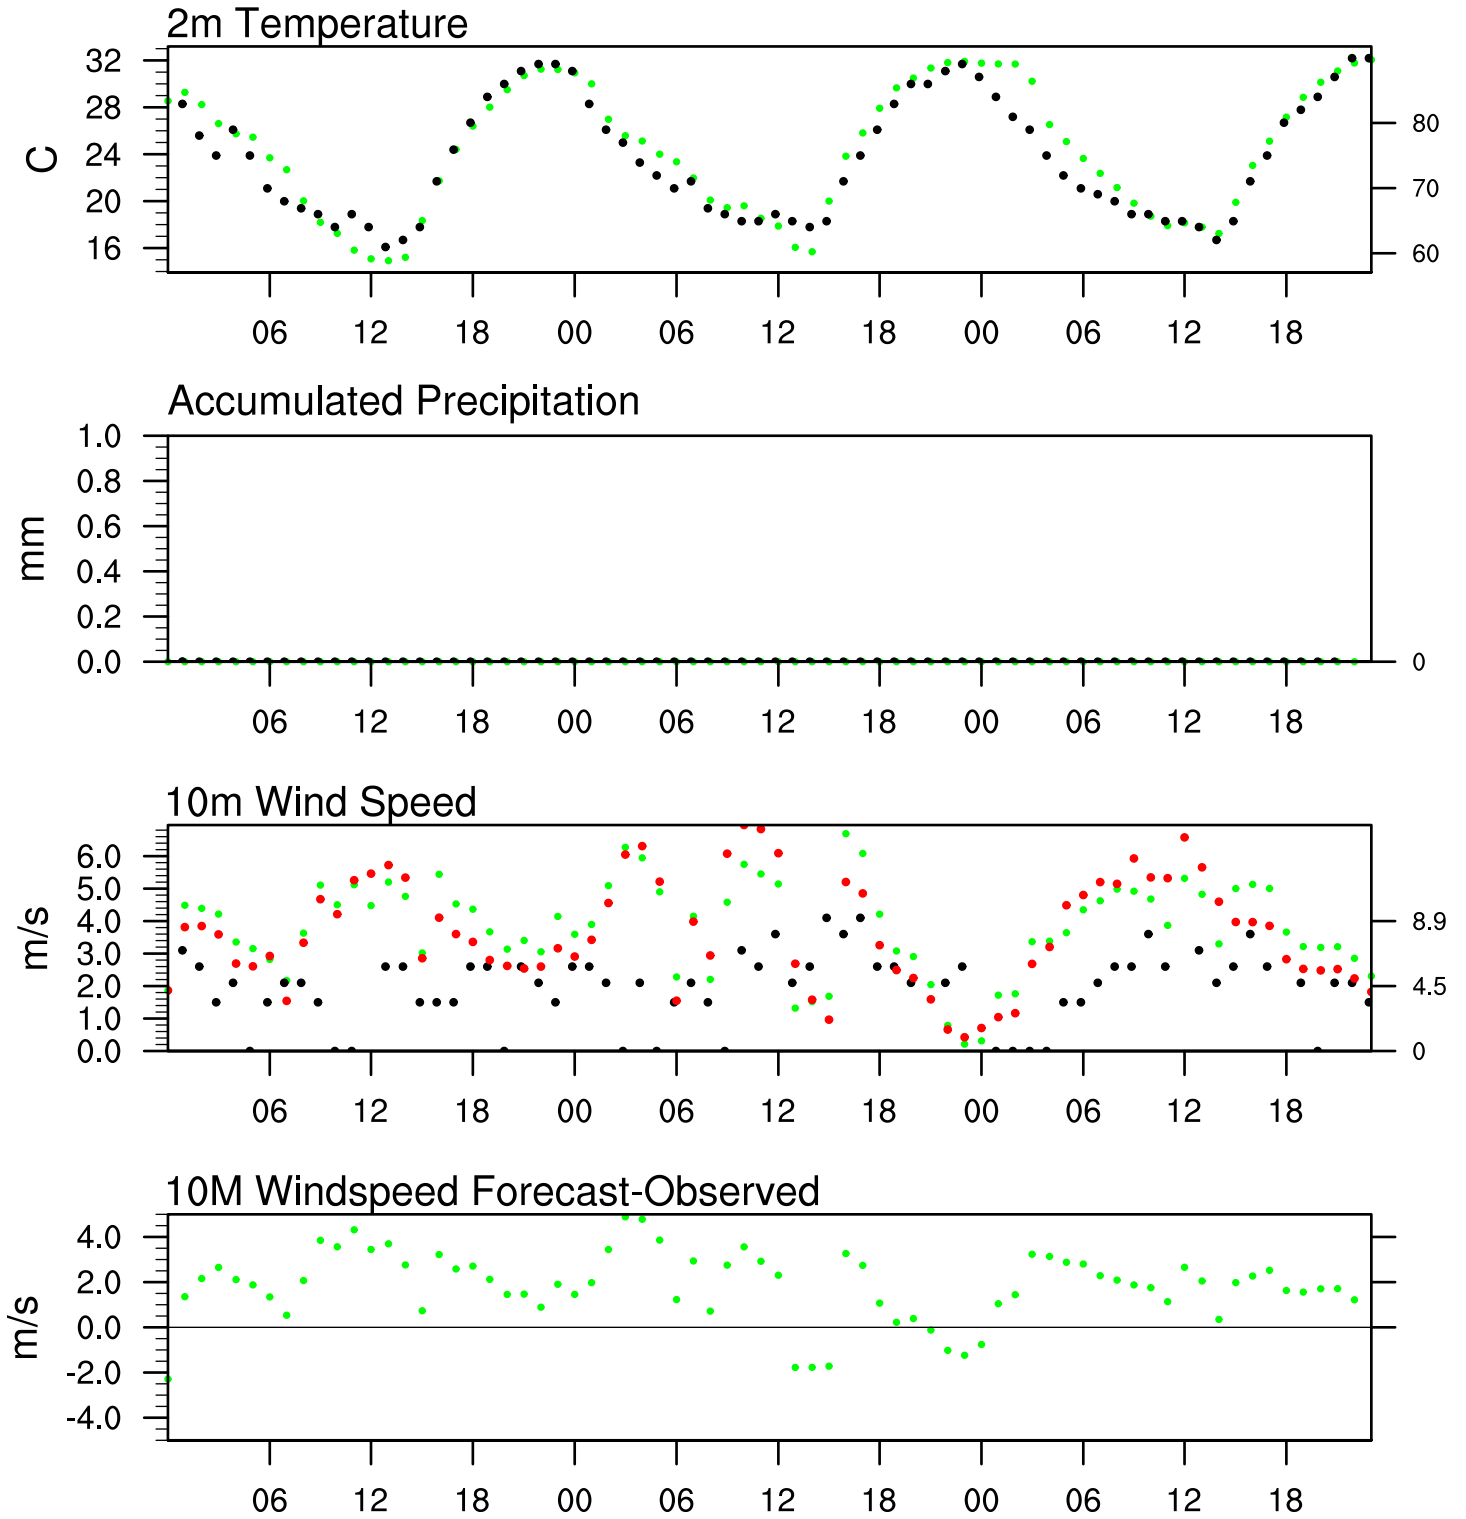 2m Temperature
32
28
24
20
16
C
80
70
60
06 12 18 00 06 12 18 00 06 12 18
Accumulated Precipitation
1.0
0.8
0.6
0.4
0.2
0.0
mm
0
06 12 18 00 06 12 18 00 06 12 18
10m Wind Speed
6.0
5.0
4.0
3.0
2.0
1.0
0.0
m/s
8.9
4.5
0
06 12 18 00 06 12 18 00 06 12 18
10M Windspeed Forecast-Observed
4.0
2.0
0.0
-2.0
-4.0
m/s
06 12 18 00 06 12 18 00 06 12 18